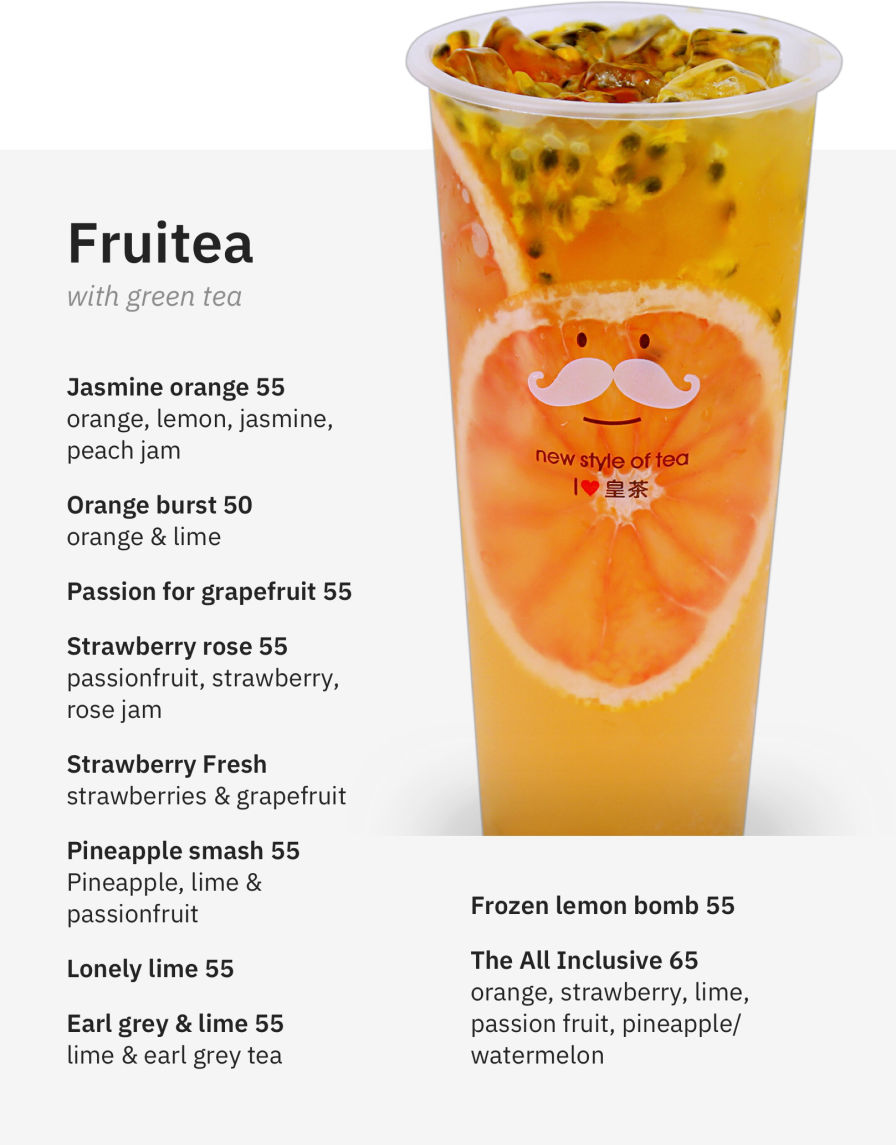 Fruitea
with green tea
Jasmine orange 55
orange, lemon, jasmine,
peach jam
Orange burst 50
orange & lime
Passion for grapefruit 55
Strawberry rose 55
passionfruit, strawberry,
rose jam
Strawberry Fresh
strawberries & grapefruit
Pineapple smash 55
Pineapple, lime &
passionfruit
Lonely lime 55
Earl grey & lime 55
lime & earl grey tea
new style of tea
I❤皇茶
Frozen lemon bomb 55
The All Inclusive 65
orange, strawberry, lime,
passion fruit, pineapple/
watermelon